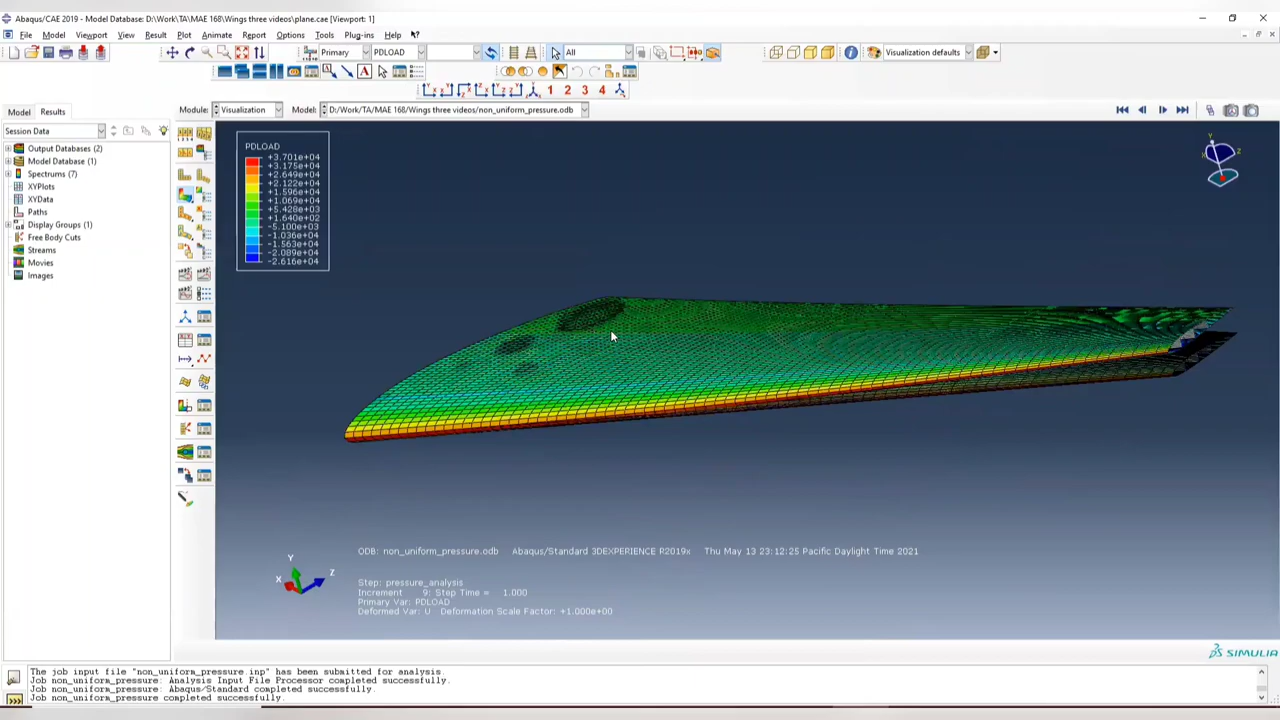 Abaqus/CAE 2019 - Model Database: D:\Work\TA/MAE 168/Wings three videos\plane.cae [Viewport: 1]
File Model Viewport View Result Plot Animate Report Options Tools Plug-ins Help
Primary PDLOAD All Visualization defaults
1 2 3 4
Model Results Module: Visualization Model: D:/Work/TA/MAE 168/Wings three videos/non_uniform_pressure.odb
Session Data
Output Databases (2)
Model Database (1)
Spectrums (7)
XYPlots
XYData
Paths
Display Groups (1)
Free Body Cuts
Streams
Movies
Images
PDLOAD
+3.701e+04
+3.175e+04
+2.649e+04
+2.122e+04
+1.596e+04
+1.069e+04
+5.428e+03
+1.640e+02
-5.100e+03
-1.036e+04
-1.563e+04
-2.089e+04
-2.616e+04
Y
X Z
Y
X Z
ODB: non_uniform_pressure.odb Abaqus/Standard 3DEXPERIENCE R2019x Thu May 13 23:12:25 Pacific Daylight Time 2021
Step: pressure_analysis
Increment 9: Step Time = 1.000
Primary Var: PDLOAD
Deformed Var: U Deformation Scale Factor: +1.000e+00
SIMULIA
The job input file "non_uniform_pressure.inp" has been submitted for analysis.
Job non_uniform_pressure: Analysis Input File Processor completed successfully.
Job non_uniform_pressure: Abaqus/Standard completed successfully.
Job non_uniform_pressure completed successfully.